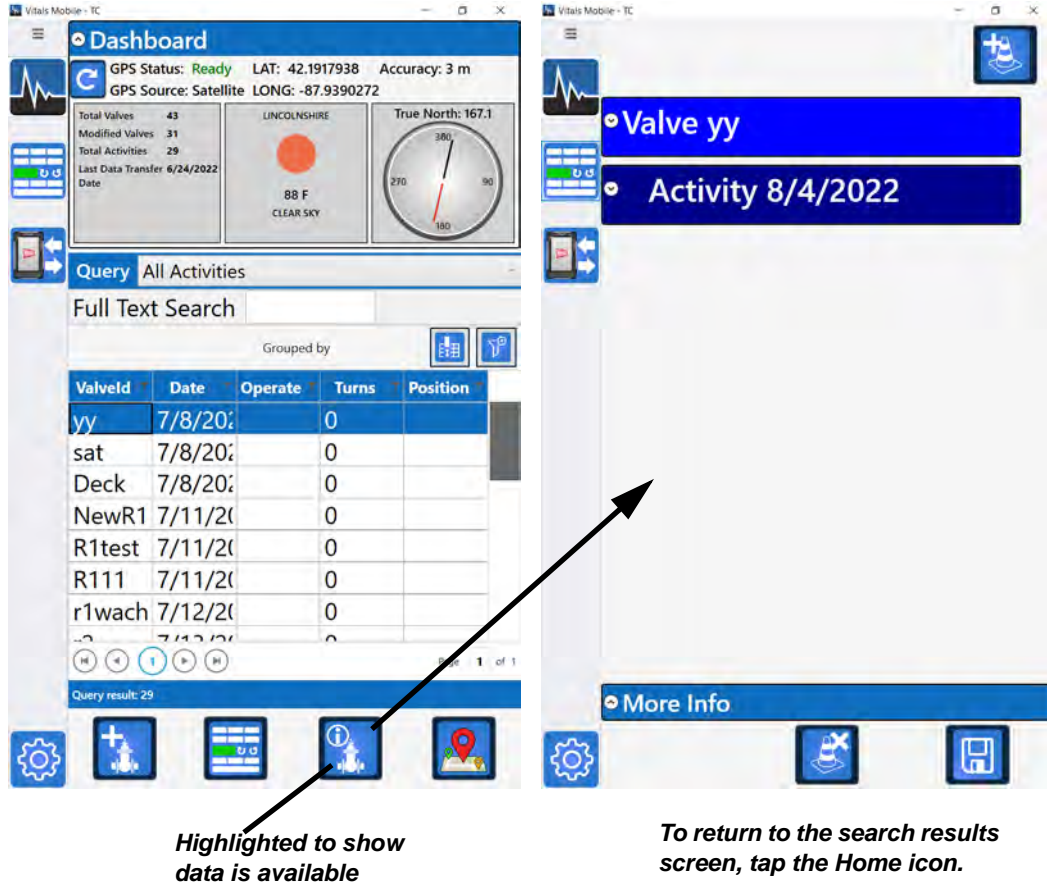 Vitals Mobile - TC
Dashboard
GPS Status: Ready LAT: 42.1917938 Accuracy: 3 m
GPS Source: Satellite LONG: -87.9390272
Total Valves 43
Modified Valves 31
Total Activities 29
Last Data Transfer 6/24/2022
Date
LINCOLNSHIRE
88 F
CLEAR SKY
True North: 167.1
360
270 90
180
Query All Activities
Full Text Search
Grouped by
ValveId Date Operate Turns Position
yy 7/8/202 0
sat 7/8/202 0
Deck 7/8/202 0
NewR1 7/11/20 0
R1test 7/11/20 0
R111 7/11/20 0
r1wach 7/12/20 0
1 Page 1 of 1
Query result: 29
Highlighted to show
data is available
Vitals Mobile - TC
Valve yy
Activity 8/4/2022
More Info
To return to the search results
screen, tap the Home icon.